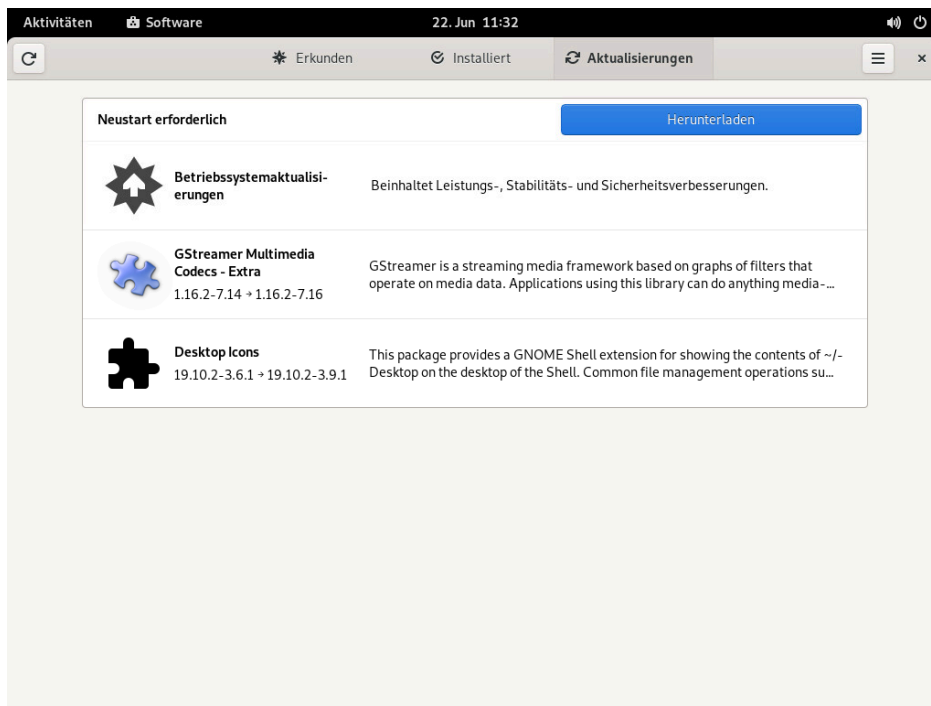 Aktivitäten Software 22. Jun 11:32
Erkunden Installiert Aktualisierungen
Neustart erforderlich Herunterladen
Betriebssystemaktualisi-
erungen
Beinhaltet Leistungs-, Stabilitäts- und Sicherheitsverbesserungen.
GStreamer Multimedia
Codecs - Extra
1.16.2-7.14 → 1.16.2-7.16
GStreamer is a streaming media framework based on graphs of filters that
operate on media data. Applications using this library can do anything media-…
Desktop Icons
19.10.2-3.6.1 → 19.10.2-3.9.1
This package provides a GNOME Shell extension for showing the contents of ~/-
Desktop on the desktop of the Shell. Common file management operations su…